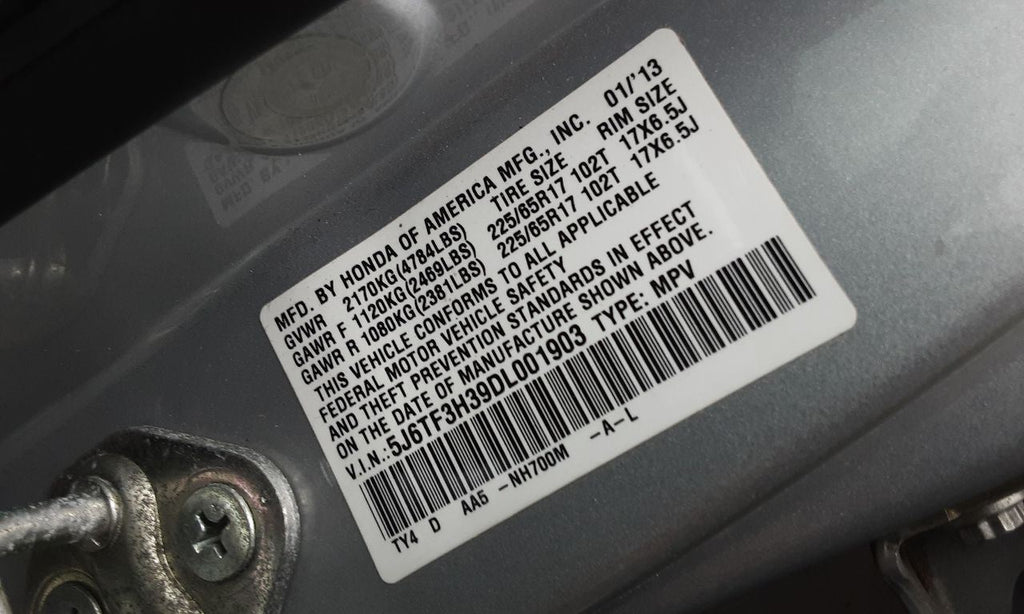 MFD. BY HONDA OF AMERICA MFG., INC. 01/'13
GVWR 2170KG(4784LBS) TIRE SIZE RIM SIZE
GAWR F 1120KG(2469LBS) 225/65R17 102T 17X6.5J
GAWR R 1080KG(2381LBS) 225/65R17 102T 17X6.5J
THIS VEHICLE CONFORMS TO ALL APPLICABLE
FEDERAL MOTOR VEHICLE SAFETY
AND THEFT PREVENTION STANDARDS IN EFFECT
ON THE DATE OF MANUFACTURE SHOWN ABOVE.
V.I.N.:5J6TF3H39DL001903 TYPE: MPV
TY4 D AA5 -NH700M -A-L